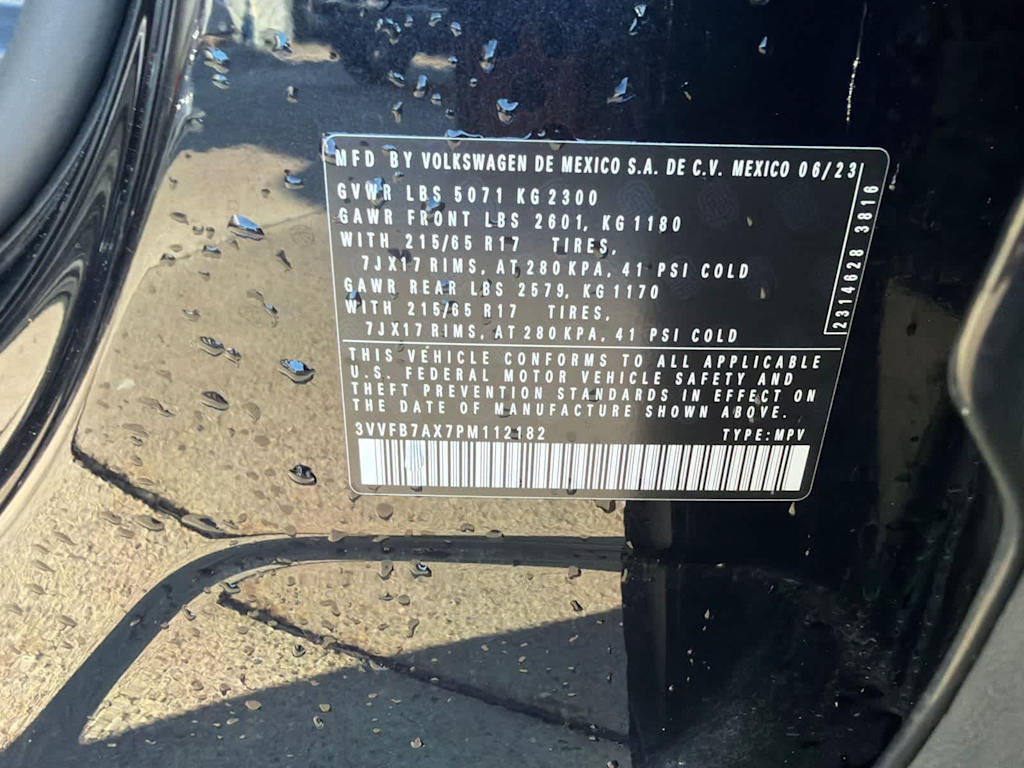 MFD BY VOLKSWAGEN DE MEXICO S.A. DE C.V. MEXICO 06/23
GVWR LBS 5071 KG 2300
GAWR FRONT LBS 2601, KG 1180
WITH 215/65 R17 TIRES,
7JX17 RIMS, AT 280 KPA, 41 PSI COLD
GAWR REAR LBS 2579, KG 1170
WITH 215/65 R17 TIRES,
7JX17 RIMS, AT 280 KPA, 41 PSI COLD
2314628 3816
THIS VEHICLE CONFORMS TO ALL APPLICABLE
U.S. FEDERAL MOTOR VEHICLE SAFETY AND
THEFT PREVENTION STANDARDS IN EFFECT ON
THE DATE OF MANUFACTURE SHOWN ABOVE.
3VVFB7AX7PM112182 TYPE: MPV